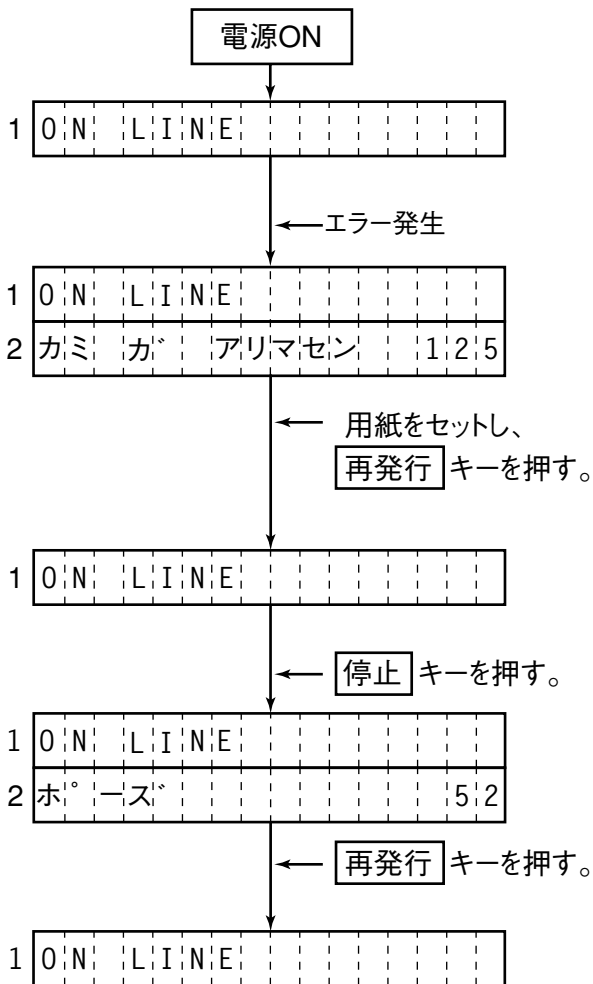 電源ON
1 ON LINE
エラー発生
1 ON LINE
2 カミ ガ アリマセン 125
用紙をセットし、
再発行 キーを押す。
1 ON LINE
停止 キーを押す。
1 ON LINE
2 ホ゜ーズ 52
再発行 キーを押す。
1 ON LINE